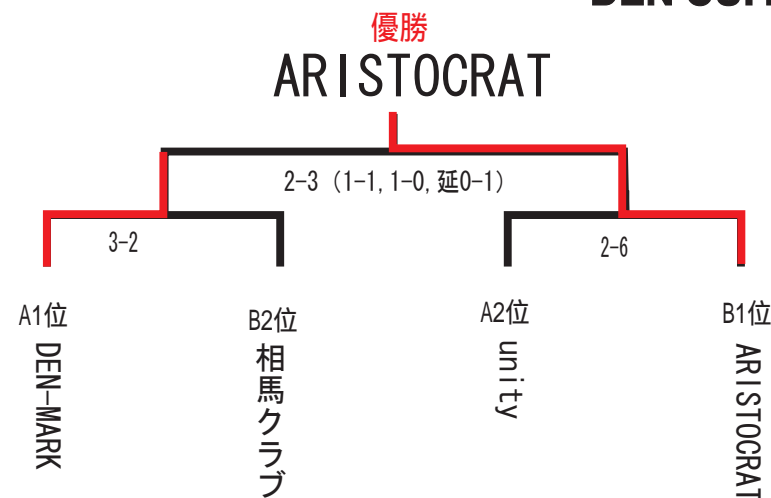 優勝
ARISTOCRAT
2-3 (1-1,1-0,延0-1)
3-2
2-6
A1位
DEN-MARK
B2位
相馬クラブ
A2位
unity
B1位
ARISTOCRAT